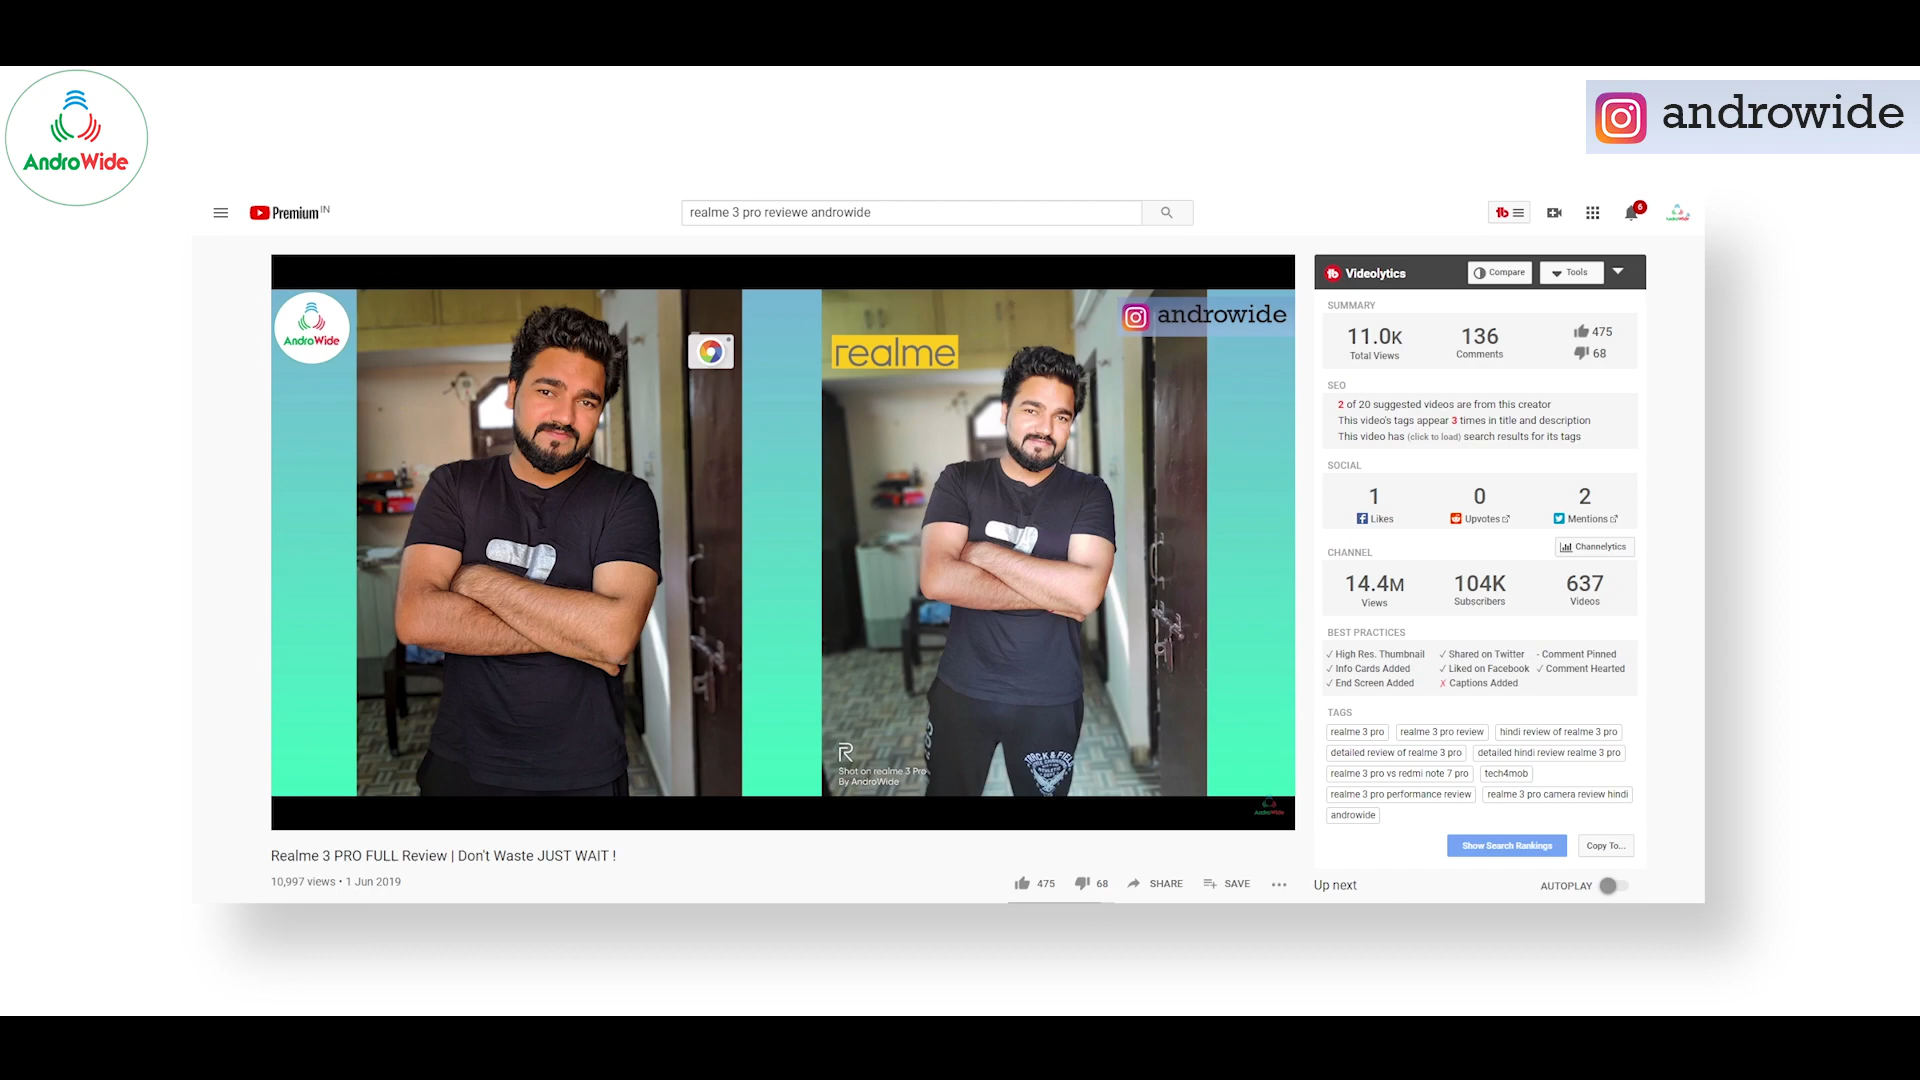 AndroWide
androwide
Premium IN
realme 3 pro reviewe androwide
6
AndroWide
androwide
realme
Shot on realme 3 Pro
By AndroWide
AndroWide
Realme 3 PRO FULL Review | Don't Waste JUST WAIT !
10,997 views • 1 Jun 2019
475 68 SHARE SAVE
Videolytics Compare Tools
SUMMARY
11.0K 136 475
Total Views Comments 68
SEO
2 of 20 suggested videos are from this creator
This video's tags appear 3 times in title and description
This video has (click to load) search results for its tags
SOCIAL
1 0 2
Likes Upvotes Mentions
CHANNEL Channelytics
14.4M 104K 637
Views Subscribers Videos
BEST PRACTICES
✓ High Res. Thumbnail ✓ Shared on Twitter - Comment Pinned
✓ Info Cards Added ✓ Liked on Facebook ✓ Comment Hearted
✓ End Screen Added ✗ Captions Added
TAGS
realme 3 pro realme 3 pro review hindi review of realme 3 pro
detailed review of realme 3 pro detailed hindi review realme 3 pro
realme 3 pro vs redmi note 7 pro tech4mob
realme 3 pro performance review realme 3 pro camera review hindi
androwide
Show Search Rankings Copy To...
Up next AUTOPLAY